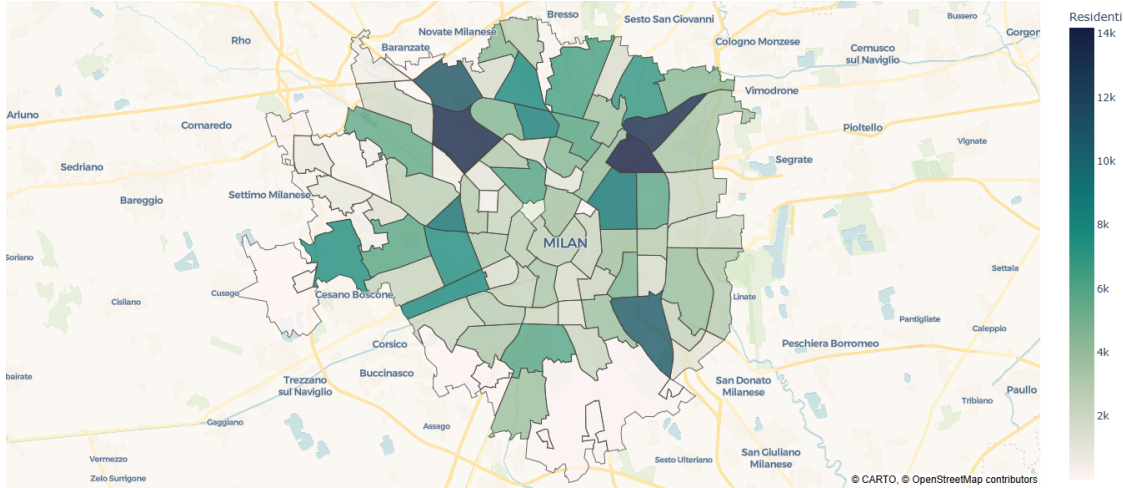 Bresso
Sesto San Giovanni
Bussero
Residenti
Novate Milanese
Rho
Baranzate
Cologno Monzese
Cernusco
sul Naviglio
Gorgon
14k
Vimodrone
12k
Arluno
Cornaredo
Pioltello
Vignate
Sedriano
Segrate
10k
Settimo Milanese
Bareggio
8k
MILAN
Soriano
Settala
6k
Cusago
Cesano Boscone
Linate
Cisliano
Pantigliate
Caleppio
Corsico
Peschiera Borromeo
4k
Buccinasco
bairate
Trezzano
sul Naviglio
San Donato
Milanese
Paullo
Tribiano
2k
Gaggiano
Assago
Vermezzo
Sesto Ulteriano
San Giuliano
Milanese
Zelo Surrigone
© CARTO, © OpenStreetMap contributors